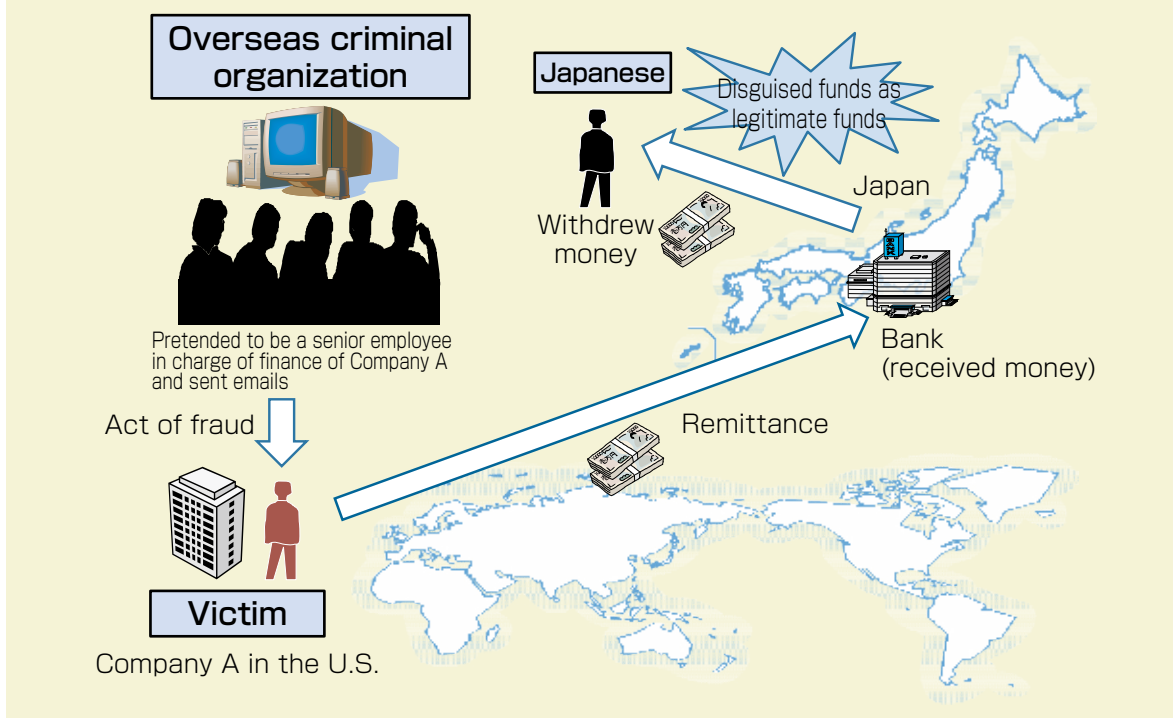 Overseas criminal
organization
Japanese
Disguised funds as
legitimate funds
Japan
Withdrew
money
Pretended to be a senior employee
in charge of finance of Company A
and sent emails
Bank
(received money)
Act of fraud
Remittance
Victim
Company A in the U.S.